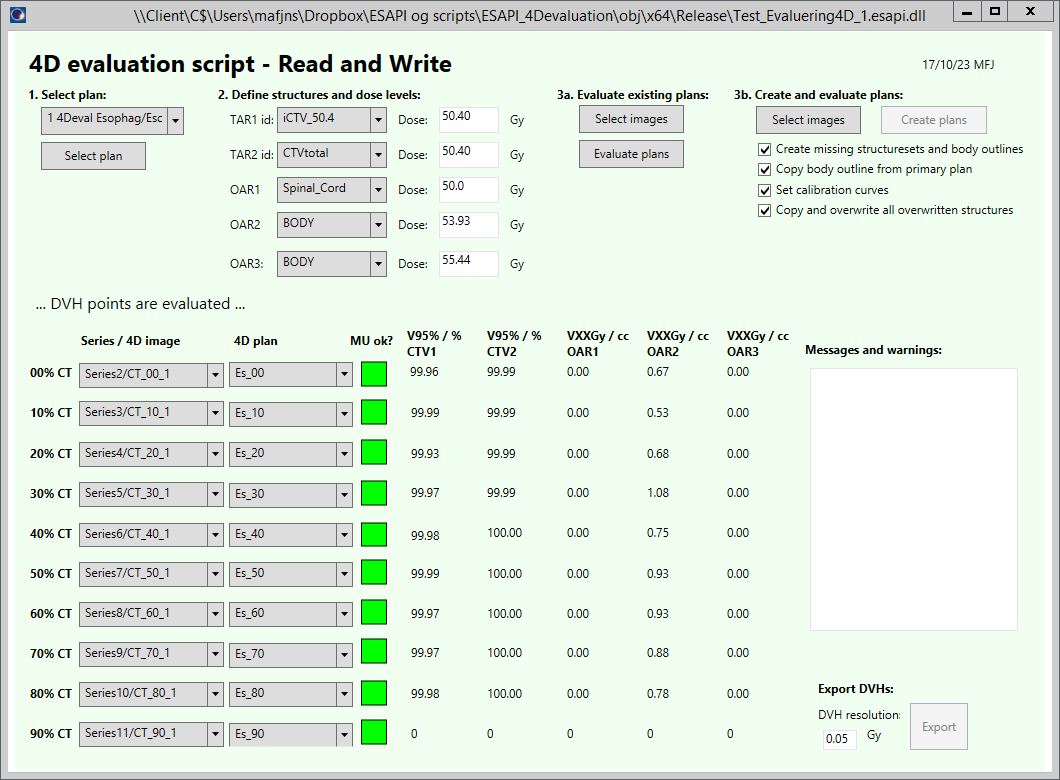 \\Client\C$\Users\mafjns\Dropbox\ESAPI og scripts\ESAPI_4Devaluation\obj\x64\Release\Test_Evaluering4D_1.esapi.dll
4D evaluation script - Read and Write
17/10/23 MFJ
1. Select plan: 2. Define structures and dose levels: 3a. Evaluate existing plans: 3b. Create and evaluate plans:
1 4Deval Esophag/Esc TAR1 id: iCTV_50.4 Dose: 50.40 Gy Select images Select images Create plans
Select plan TAR2 id: CTVtotal Dose: 50.40 Gy Evaluate plans Create missing structuresets and body outlines
Copy body outline from primary plan
OAR1 Spinal_Cord Dose: 50.0 Gy Set calibration curves
Copy and overwrite all overwritten structures
OAR2 BODY Dose: 53.93 Gy
OAR3: BODY Dose: 55.44 Gy
... DVH points are evaluated ...
Series / 4D image 4D plan MU ok? V95% / % CTV1 V95% / % CTV2 VXXGy / cc OAR1 VXXGy / cc OAR2 VXXGy / cc OAR3 Messages and warnings:
00% CT Series2/CT_00_1 Es_00 99.96 99.99 0.00 0.67 0.00
10% CT Series3/CT_10_1 Es_10 99.99 99.99 0.00 0.53 0.00
20% CT Series4/CT_20_1 Es_20 99.93 99.99 0.00 0.68 0.00
30% CT Series5/CT_30_1 Es_30 99.97 99.99 0.00 1.08 0.00
40% CT Series6/CT_40_1 Es_40 99.98 100.00 0.00 0.75 0.00
50% CT Series7/CT_50_1 Es_50 99.99 100.00 0.00 0.93 0.00
60% CT Series8/CT_60_1 Es_60 99.97 100.00 0.00 0.93 0.00
70% CT Series9/CT_70_1 Es_70 99.97 100.00 0.00 0.88 0.00
80% CT Series10/CT_80_1 Es_80 99.98 100.00 0.00 0.78 0.00
90% CT Series11/CT_90_1 Es_90 0 0 0 0 0
Export DVHs:
DVH resolution:
0.05 Gy Export